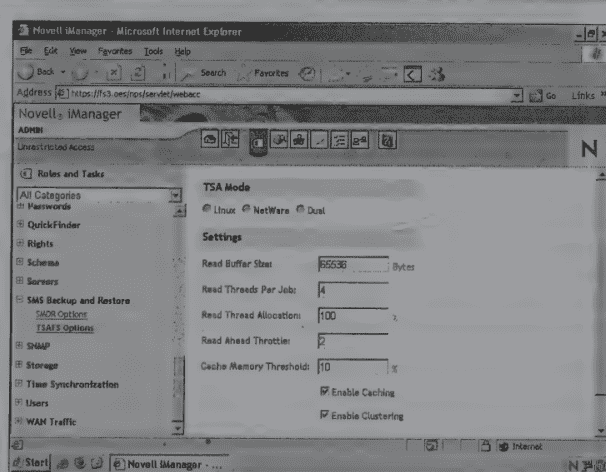 Novell iManager - Microsoft Internet Explorer
File Edit View Favorites Tools Help
Back Search Favorites
Address https://fs3.oes/nps/servlet/webacc Go Links
Novell® iManager
ADMIN
Unrestricted Access
N
Roles and Tasks
All Categories
Passwords
QuickFinder
Rights
Schema
Servers
SMS Backup and Restore
SMDR Options
TSAFS Options
SNMP
Storage
Time Synchronization
Users
WAN Traffic
TSA Mode
Linux NetWare Dual
Settings
Read Buffer Size: 65536 Bytes
Read Threads Per Job: 4
Read Thread Allocation: 100 %
Read Ahead Throttle: 2
Cache Memory Threshold: 10 %
Enable Caching
Enable Clustering
Internet
Start Novell iManager - ...